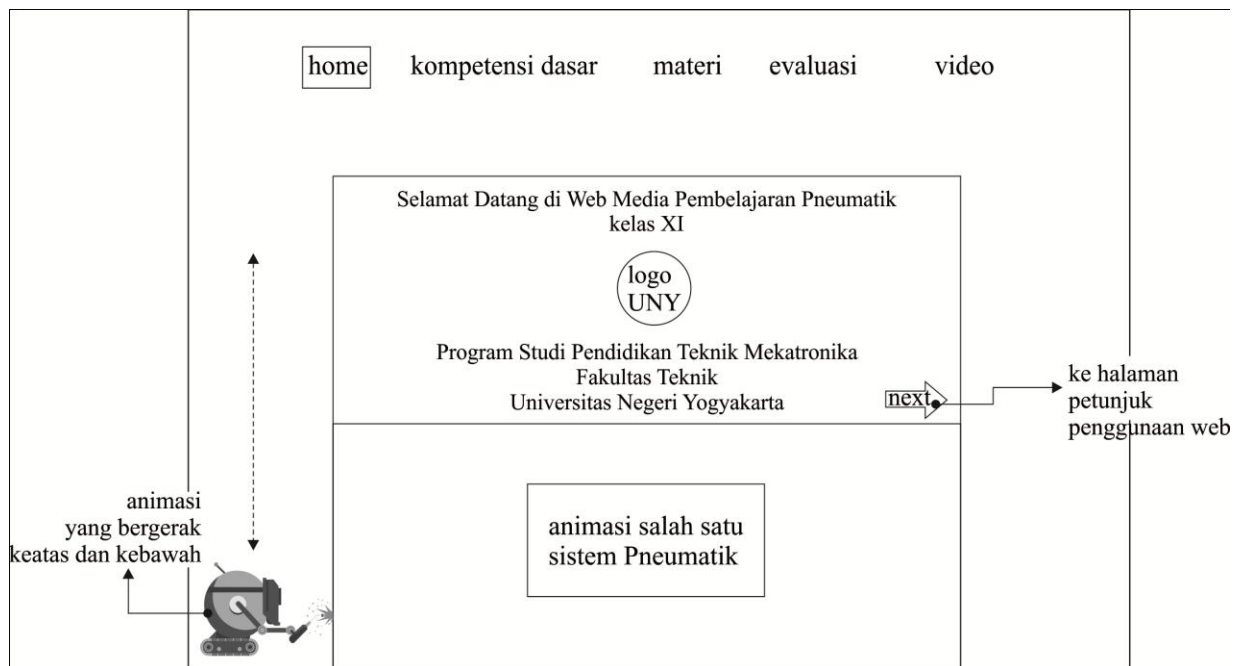 home kompetensi dasar materi evaluasi video
Selamat Datang di Web Media Pembelajaran Pneumatik
kelas XI
logo
UNY
Program Studi Pendidikan Teknik Mekatronika
Fakultas Teknik
Universitas Negeri Yogyakarta
next
ke halaman
petunjuk
penggunaan web
animasi
yang bergerak
keatas dan kebawah
animasi salah satu
sistem Pneumatik